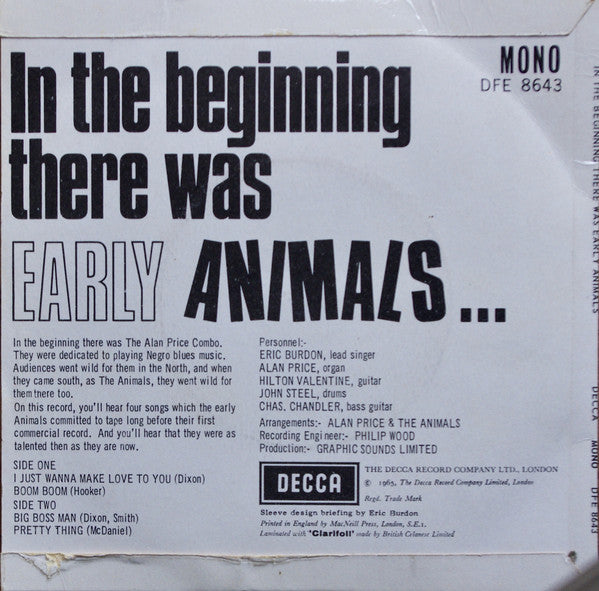 In the beginning
there was
EARLY ANIMALS...
MONO
DFE 8643
In the beginning there was The Alan Price Combo.
They were dedicated to playing Negro blues music.
Audiences went wild for them in the North, and when
they came south, as The Animals, they went wild for
them there too.
On this record, you'll hear four songs which the early
Animals committed to tape long before their first
commercial record. And you'll hear that they were as
talented then as they are now.
SIDE ONE
I JUST WANNA MAKE LOVE TO YOU (Dixon)
BOOM BOOM (Hooker)
SIDE TWO
BIG BOSS MAN (Dixon, Smith)
PRETTY THING (McDaniel)
Personnel:-
ERIC BURDON, lead singer
ALAN PRICE, organ
HILTON VALENTINE, guitar
JOHN STEEL, drums
CHAS. CHANDLER, bass guitar
Arrangements:- ALAN PRICE & THE ANIMALS
Recording Engineer:- PHILIP WOOD
Production:- GRAPHIC SOUNDS LIMITED
DECCA
THE DECCA RECORD COMPANY LTD., LONDON
© 1965, The Decca Record Company Limited, London
Regd. Trade Mark
Sleeve design briefing by Eric Burdon
Printed in England by MacNeill Press, London, S.E.1.
Laminated with 'Clarifoil' made by British Celanese Limited
IN THE BEGINNING THERE WAS EARLY ANIMALS
DECCA
MONO
DFE 8643